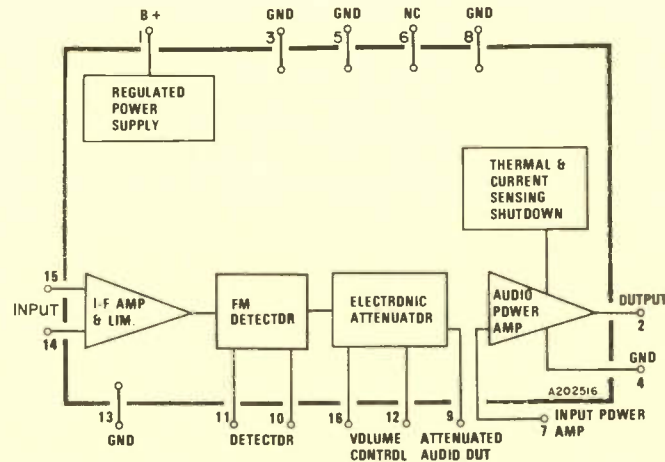 B+
1
GND
3
GND
5
NC
6
GND
8
REGULATED
POWER
SUPPLY
THERMAL &
CURRENT
SENSING
SHUTDOWN
15
INPUT
14
I-F AMP
& LIM.
FM
DETECTOR
ELECTRONIC
ATTENUATOR
AUDIO
POWER
AMP
OUTPUT
2
GND
4
A202516
13
GND
11
10
DETECTOR
16
12
VOLUME
CONTROL
9
ATTENUATED
AUDIO OUT
7
INPUT POWER
AMP